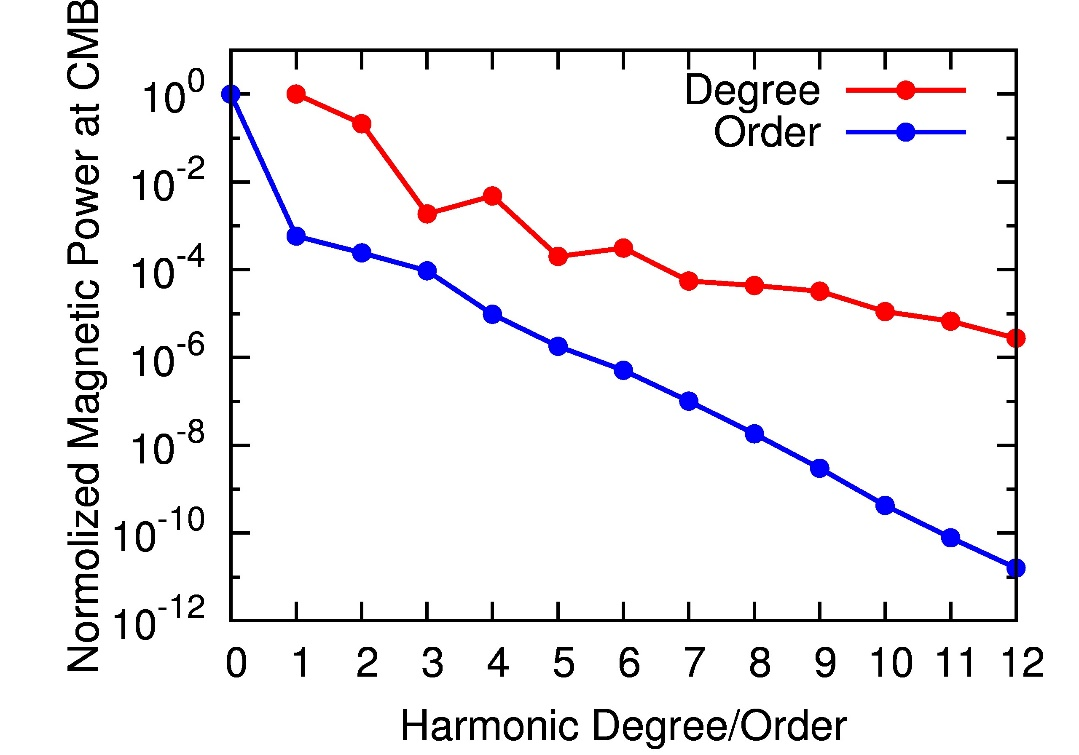 Normolized Magnetic Power at CMB
10^0
10^-2
10^-4
10^-6
10^-8
10^-10
10^-12
Degree
Order
0 1 2 3 4 5 6 7 8 9 10 11 12
Harmonic Degree/Order